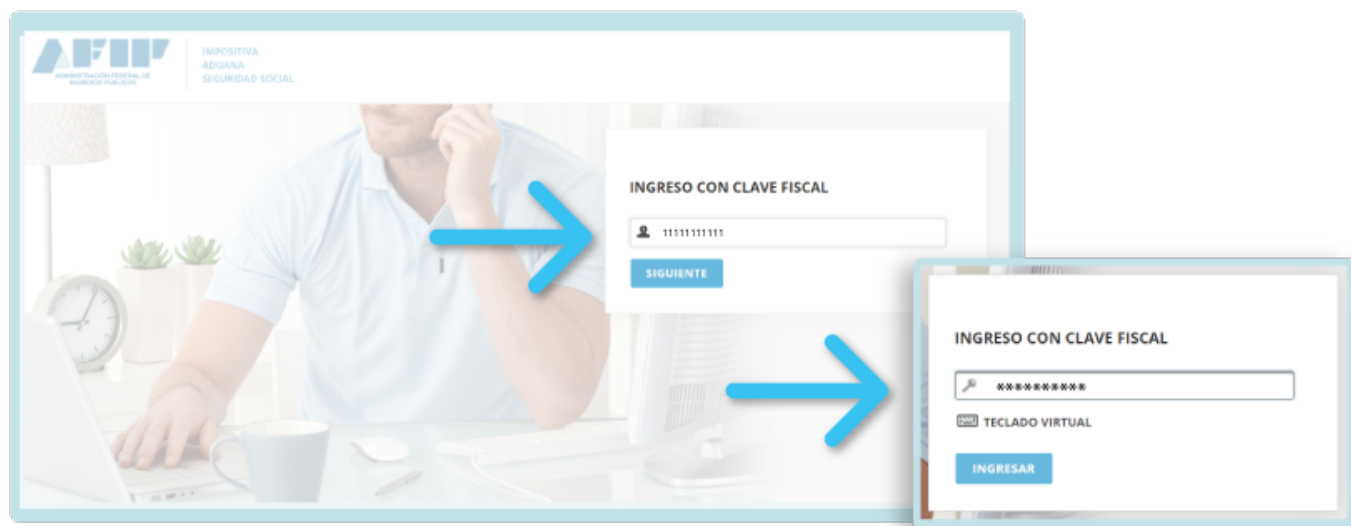 AFIP
ADMINISTRACIÓN FEDERAL DE
INGRESOS PÚBLICOS
IMPOSITIVA
ADUANA
SEGURIDAD SOCIAL
INGRESO CON CLAVE FISCAL
11111111111
SIGUIENTE
INGRESO CON CLAVE FISCAL
**********
TECLADO VIRTUAL
INGRESAR